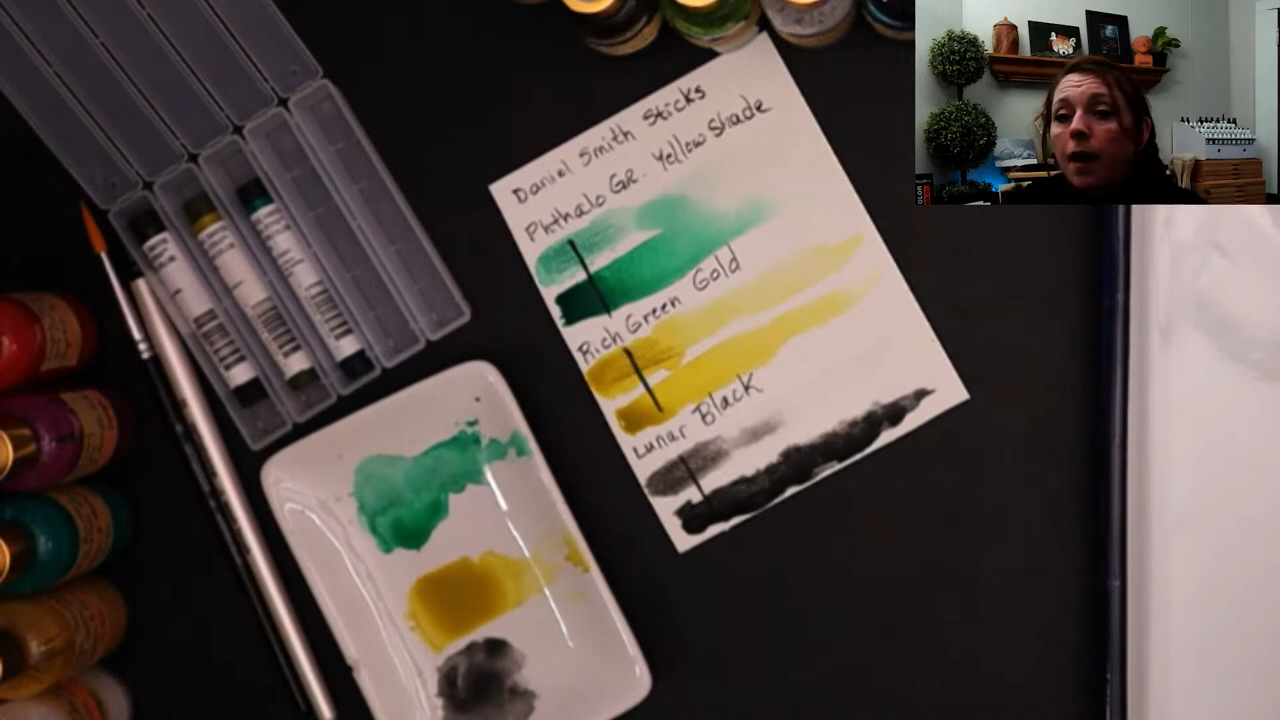 Daniel Smith Sticks
Phthalo GR. Yellow Shade
Rich Green Gold
Lunar Black